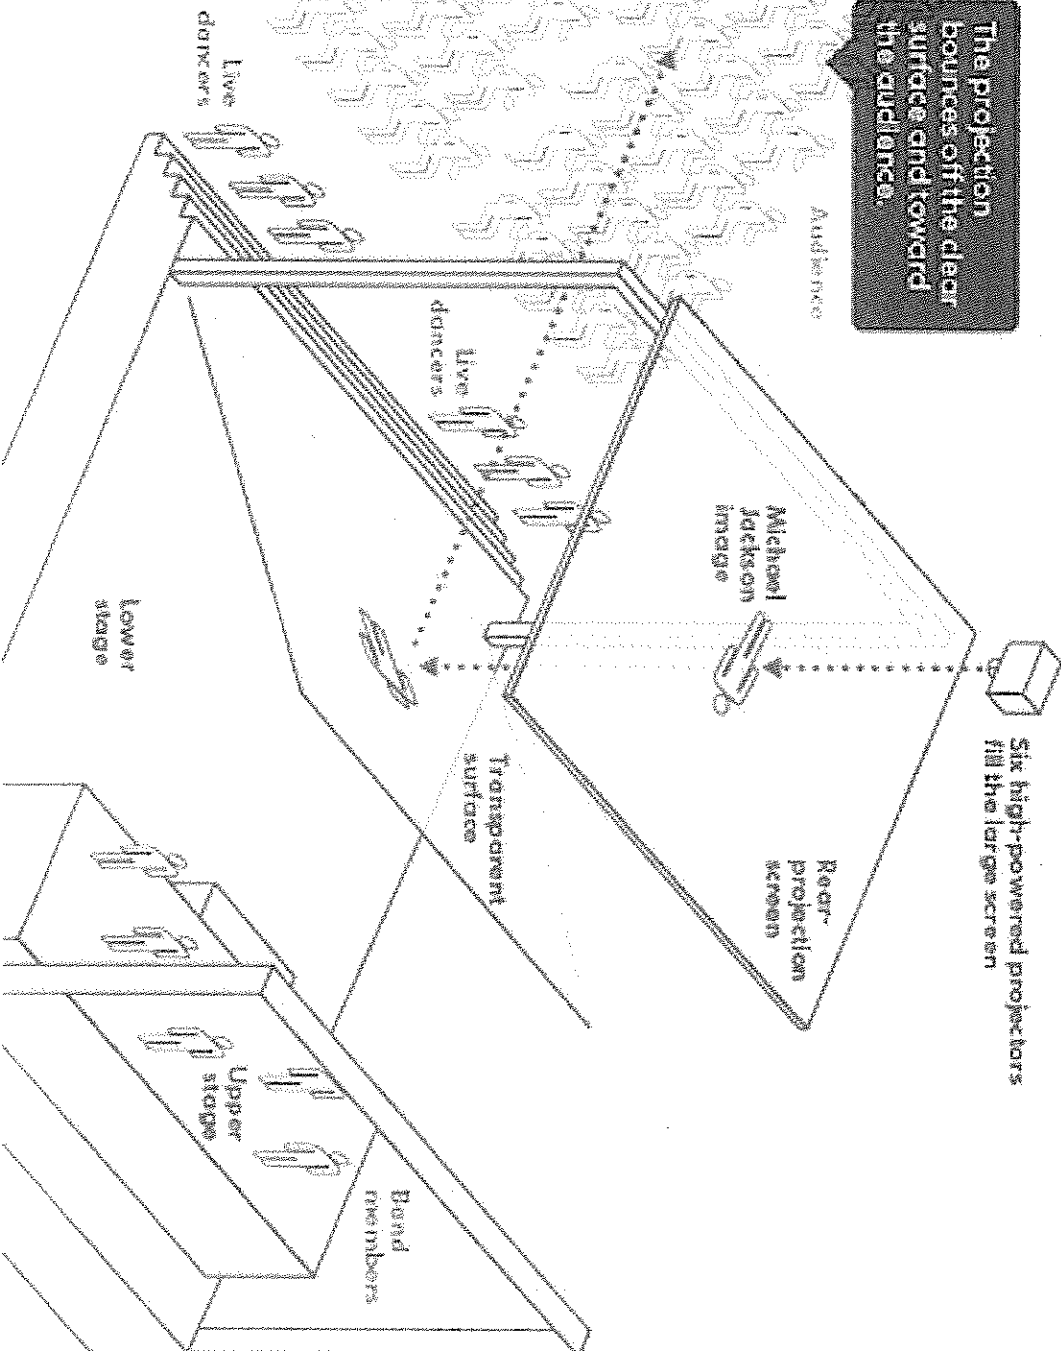 The projection
bounces off the clear
surface and toward
the audience.
Six high-powered projectors
fill the large screen
Audience
Michael
Jackson
image
Rear-
projection
screen
Live
dancers
Transparent
surface
Live
dancers
Lower
stage
Band
members
Upper
stage